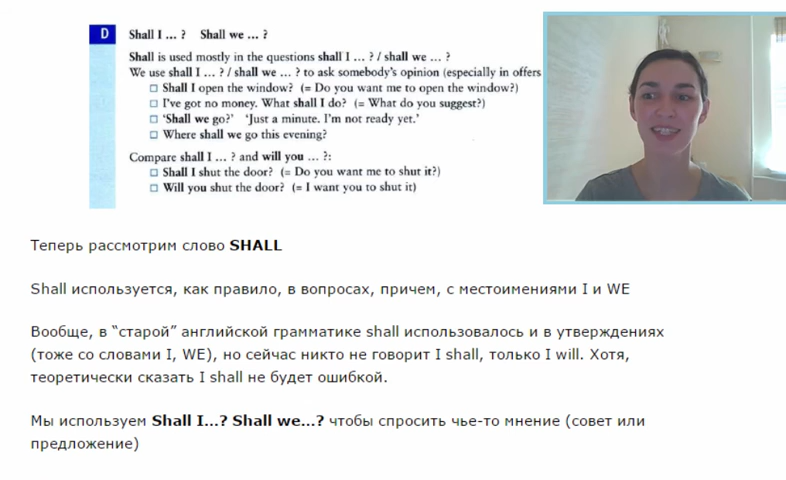 D Shall I ... ? Shall we ... ?
Shall is used mostly in the questions shall I ... ? / shall we ... ?
We use shall I ... ? / shall we ... ? to ask somebody's opinion (especially in offers
□ Shall I open the window? (= Do you want me to open the window?)
□ I've got no money. What shall I do? (= What do you suggest?)
□ 'Shall we go?' 'Just a minute. I'm not ready yet.'
□ Where shall we go this evening?
Compare shall I ... ? and will you ... ?:
□ Shall I shut the door? (= Do you want me to shut it?)
□ Will you shut the door? (= I want you to shut it)
Теперь рассмотрим слово SHALL
Shall используется, как правило, в вопросах, причем, с местоимениями I и WE
Вообще, в “старой” английской грамматике shall использовалось и в утверждениях
(тоже со словами I, WE), но сейчас никто не говорит I shall, только I will. Хотя,
теоретически сказать I shall не будет ошибкой.
Мы используем Shall I…? Shall we…? чтобы спросить чье-то мнение (совет или
предложение)